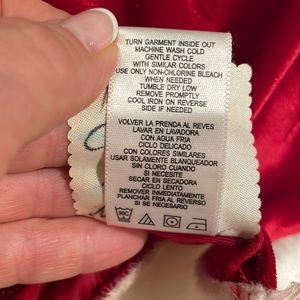 TURN GARMENT INSIDE OUT
MACHINE WASH COLD
GENTLE CYCLE
WITH SIMILAR COLORS
USE ONLY NON-CHLORINE BLEACH
WHEN NEEDED
TUMBLE DRY LOW
REMOVE PROMPTLY
COOL IRON ON REVERSE
SIDE IF NEEDED
VOLVER LA PRENDA AL REVES
LAVAR EN LAVADORA
CON AGUA FRIA
CICLO DELICADO
CON COLORES SIMILARES
USAR SOLAMENTE BLANQUEADOR
SIN CLORO CUANDO
SI NECESITE
SECAR EN SECADORA
CICLO LENTO
REMOVER INMEDIATAMENTE
PLANCHAR FRIA AL REVERSO
SI ES NECESARIO
30C